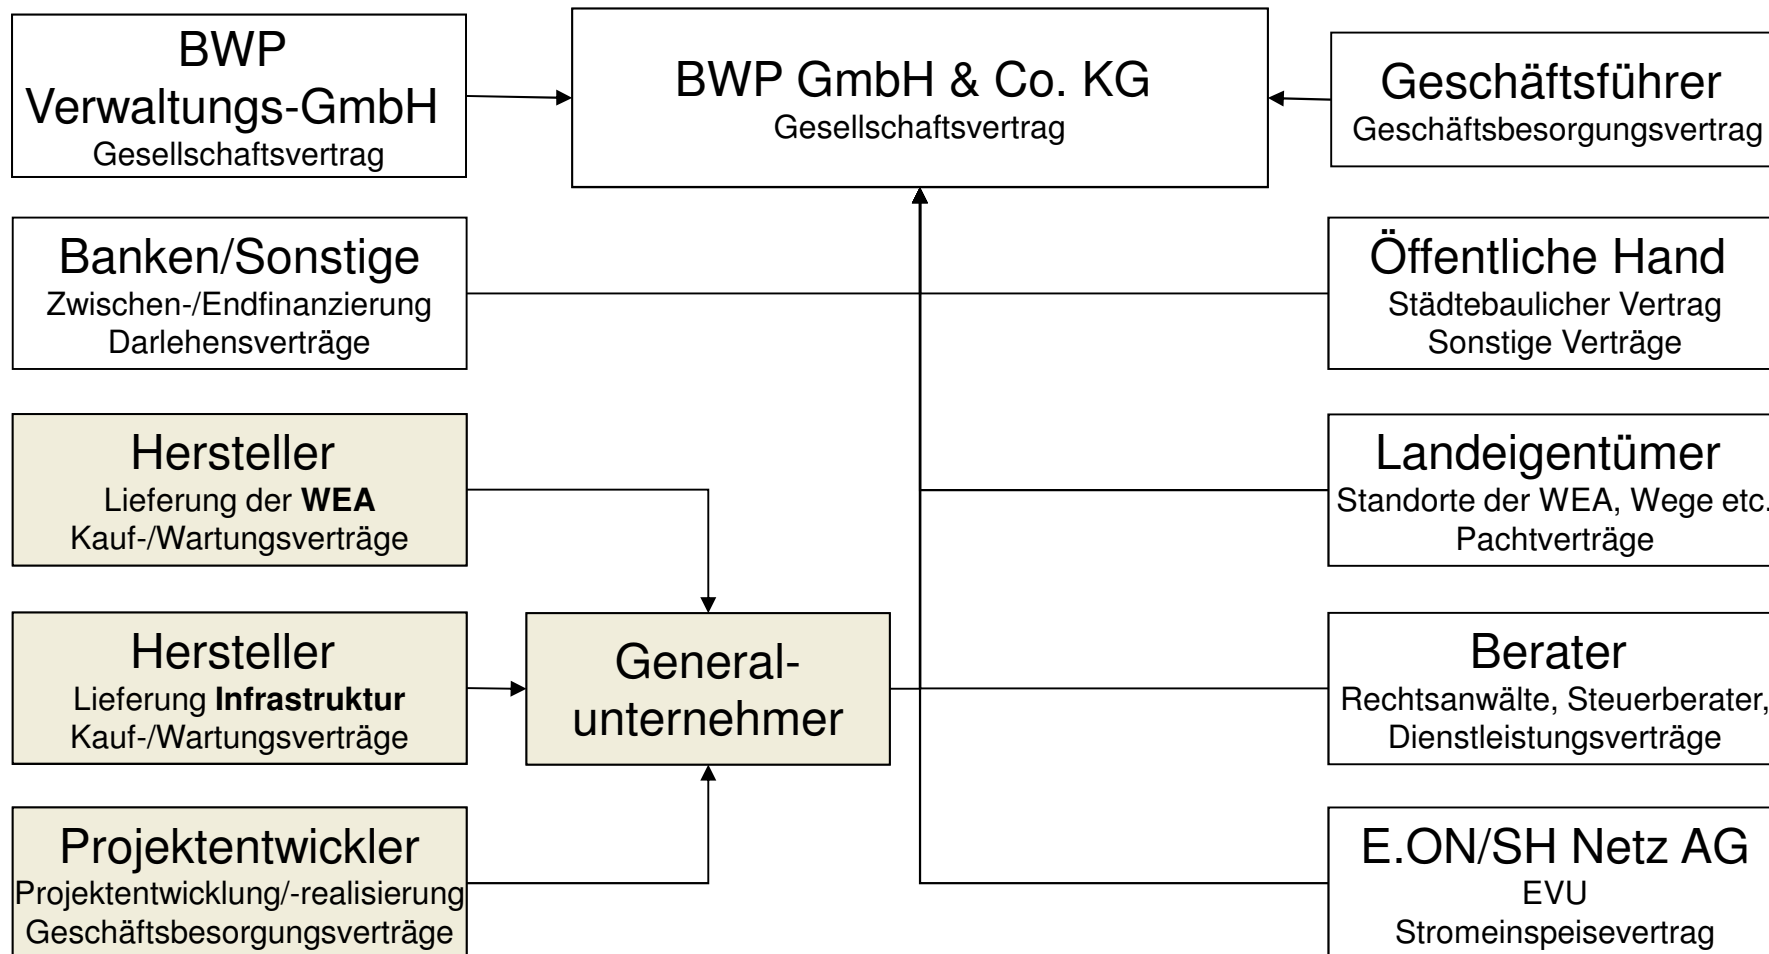 BWP
Verwaltungs-GmbH
Gesellschaftsvertrag
BWP GmbH & Co. KG
Gesellschaftsvertrag
Geschäftsführer
Geschäftsbesorgungsvertrag
Banken/Sonstige
Zwischen-/Endfinanzierung
Darlehensverträge
Öffentliche Hand
Städtebaulicher Vertrag
Sonstige Verträge
Hersteller
Lieferung der WEA
Kauf-/Wartungsverträge
Landeigentümer
Standorte der WEA, Wege etc.
Pachtverträge
Hersteller
Lieferung Infrastruktur
Kauf-/Wartungsverträge
General-
unternehmer
Berater
Rechtsanwälte, Steuerberater,
Dienstleistungsverträge
Projektentwickler
Projektentwicklung/-realisierung
Geschäftsbesorgungsverträge
E.ON/SH Netz AG
EVU
Stromeinspeisevertrag